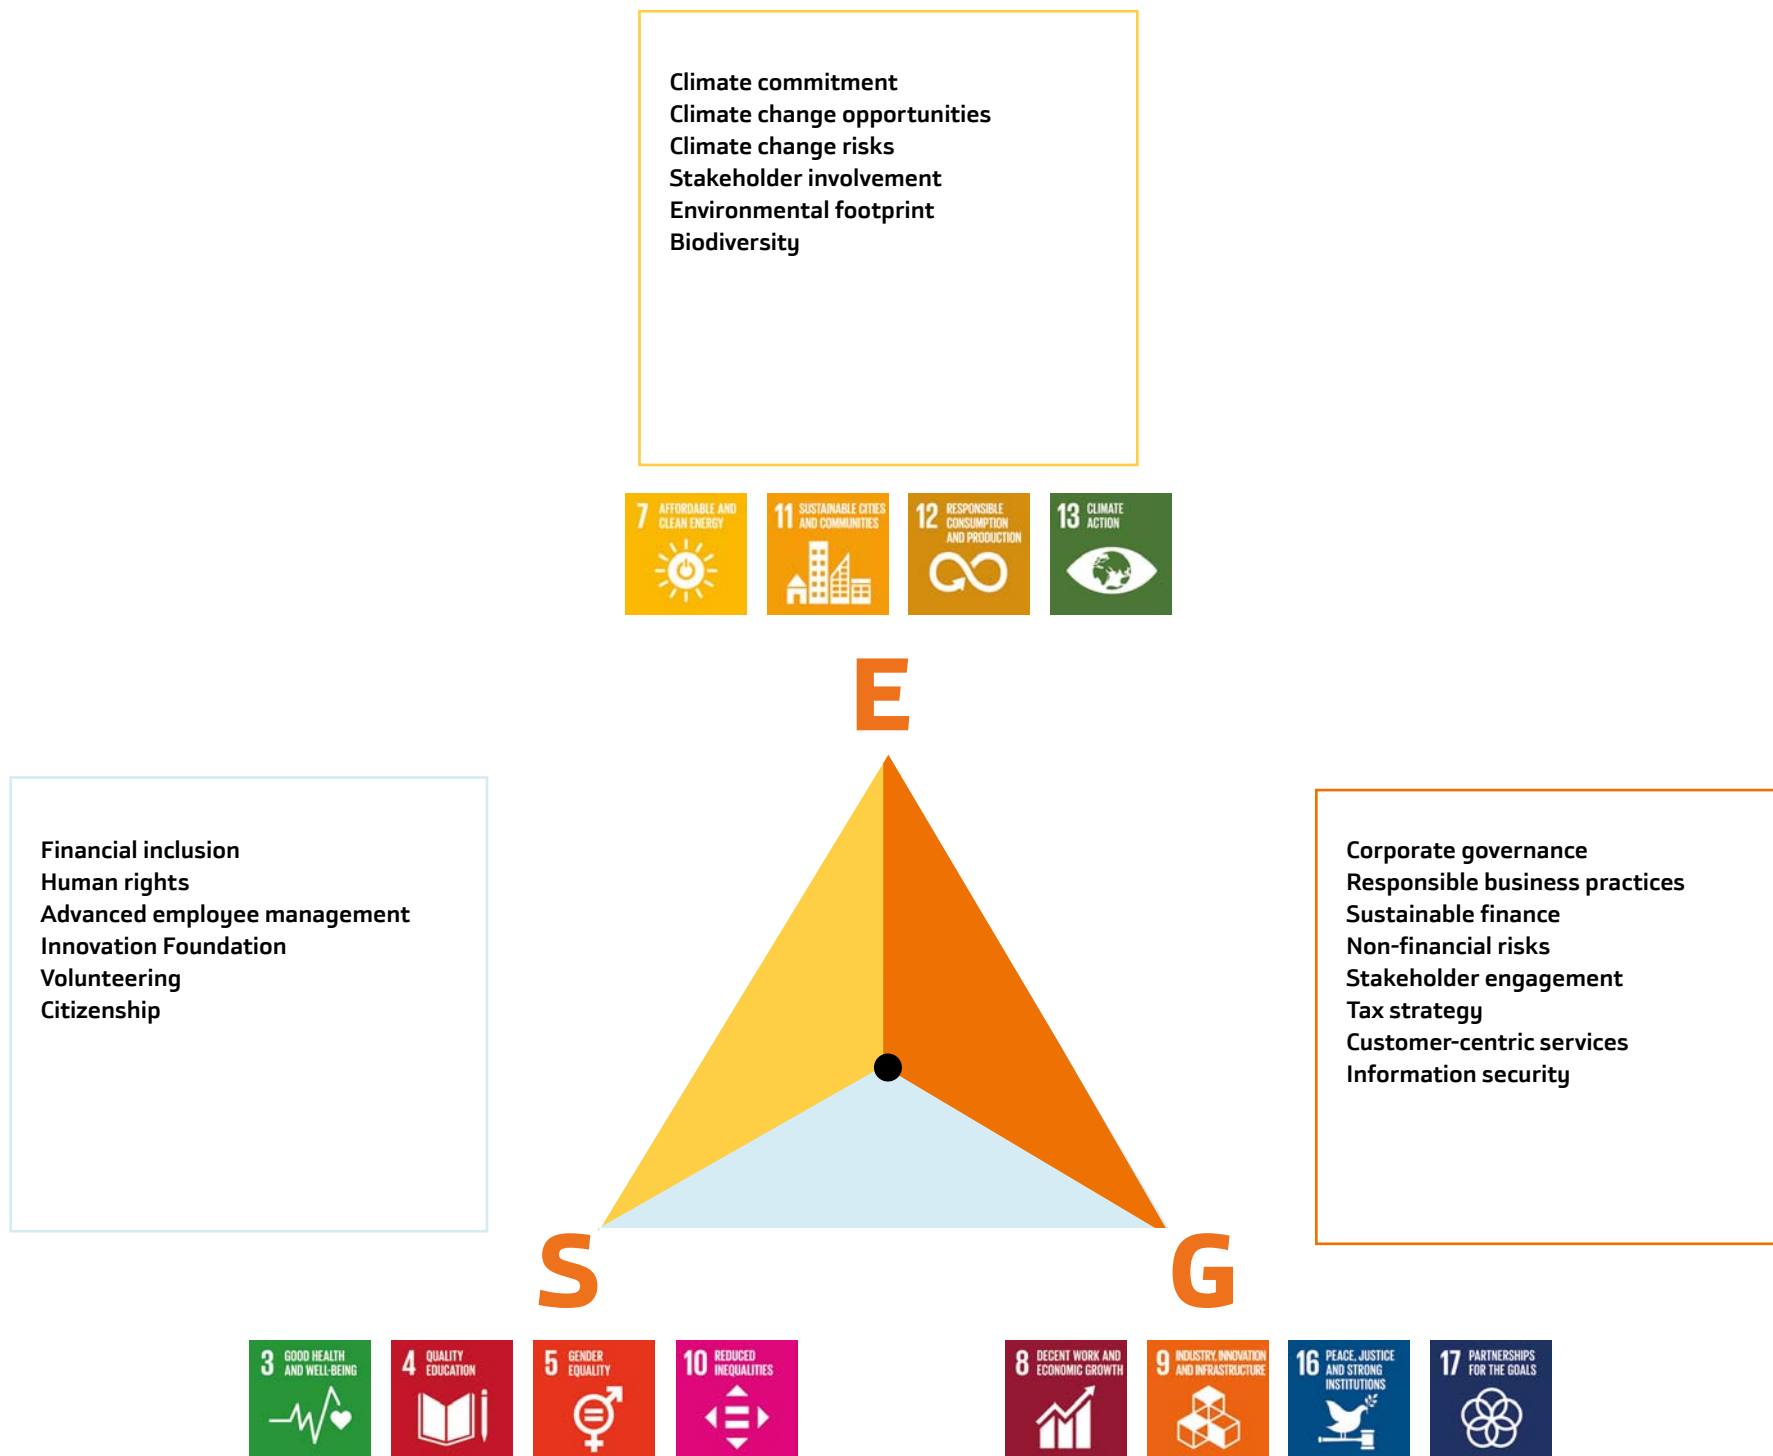 Climate commitment
Climate change opportunities
Climate change risks
Stakeholder involvement
Environmental footprint
Biodiversity
7 AFFORDABLE AND
CLEAN ENERGY
11 SUSTAINABLE CITIES
AND COMMUNITIES
12 RESPONSIBLE
CONSUMPTION
AND PRODUCTION
13 CLIMATE
ACTION
E
Financial inclusion
Human rights
Advanced employee management
Innovation Foundation
Volunteering
Citizenship
Corporate governance
Responsible business practices
Sustainable finance
Non-financial risks
Stakeholder engagement
Tax strategy
Customer-centric services
Information security
S
G
3 GOOD HEALTH
AND WELL-BEING
4 QUALITY
EDUCATION
5 GENDER
EQUALITY
10 REDUCED
INEQUALITIES
8 DECENT WORK AND
ECONOMIC GROWTH
9 INDUSTRY, INNOVATION
AND INFRASTRUCTURE
16 PEACE, JUSTICE
AND STRONG
INSTITUTIONS
17 PARTNERSHIPS
FOR THE GOALS